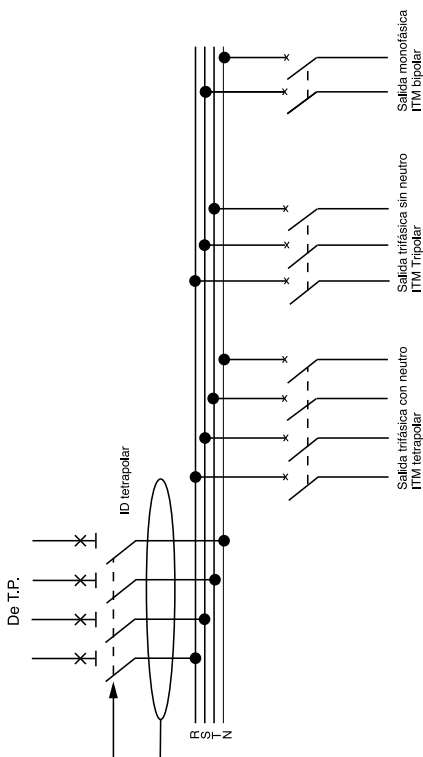 De T.P.
ID tetrapolar
R
S
T
N
Salida trifásica con neutro
ITM tetrapolar
Salida trifásica sin neutro
ITM Tripolar
Salida monofásica
ITM bipolar